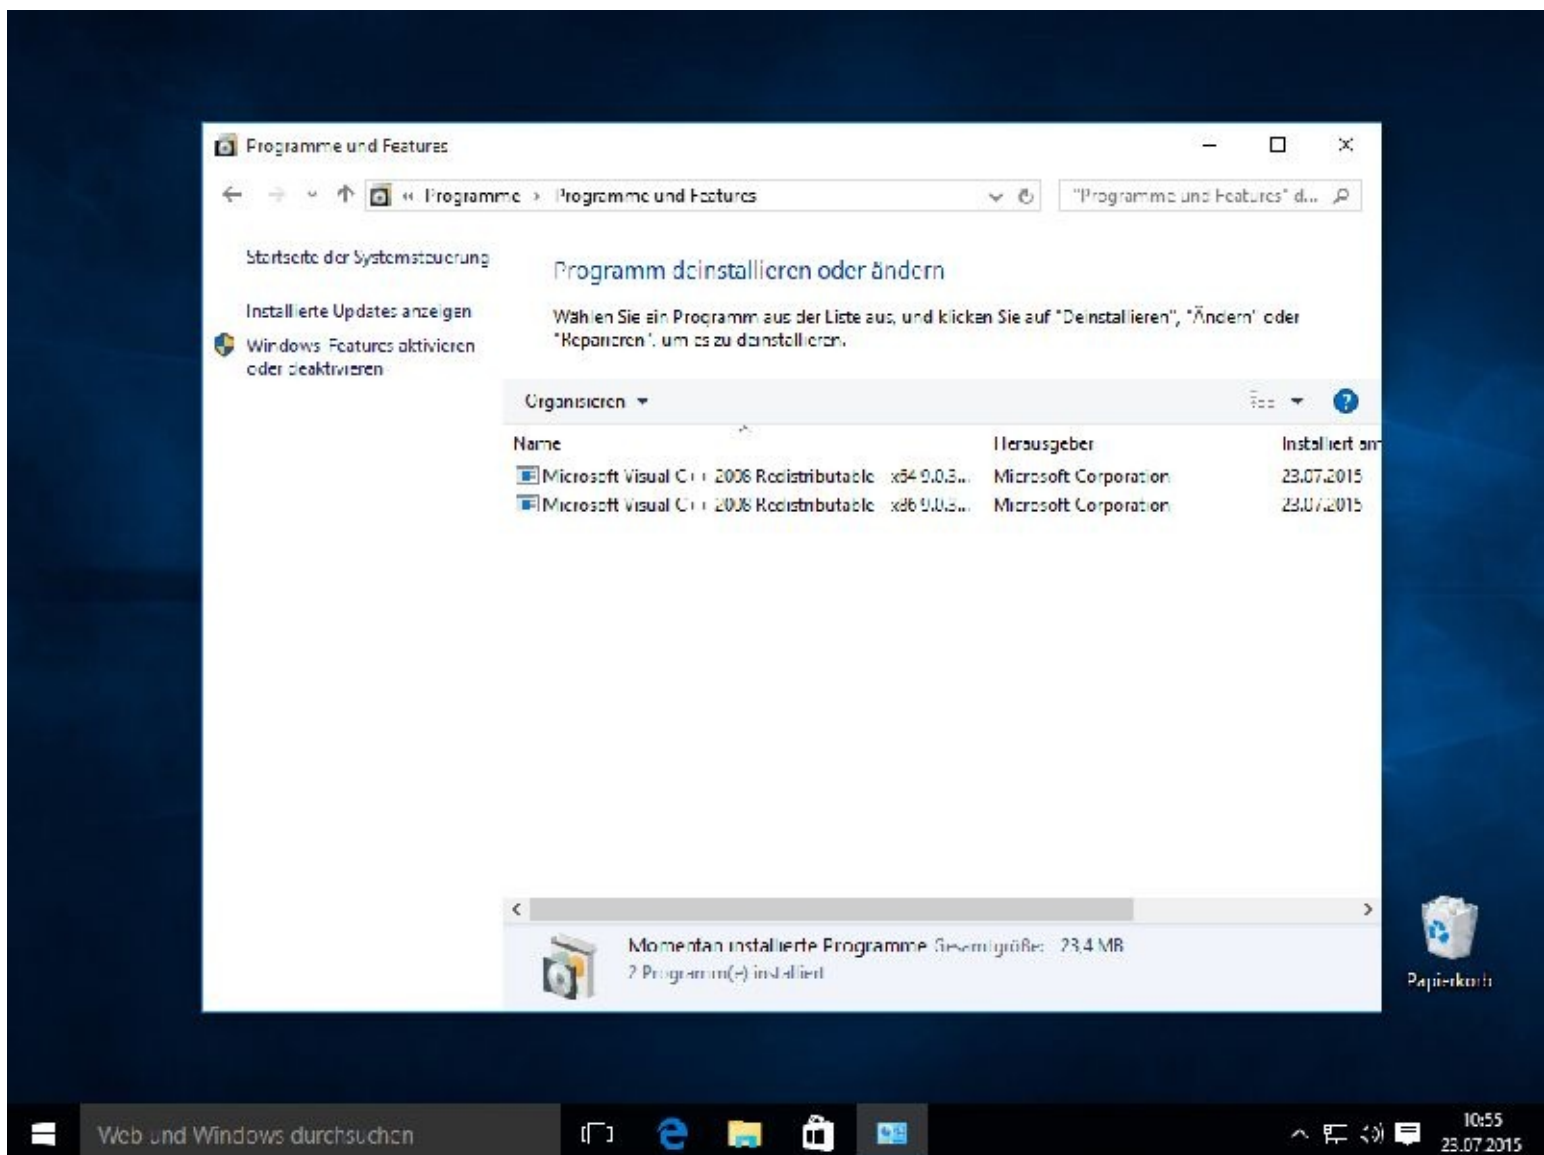 Programme und Features
« Programme › Programme und Features
"Programme und Features" d...
Startseite der Systemsteuerung
Installierte Updates anzeigen
Windows-Features aktivieren
oder deaktivieren
Programm deinstallieren oder ändern
Wählen Sie ein Programm aus der Liste aus, und klicken Sie auf "Deinstallieren", "Ändern" oder
"Reparieren", um es zu deinstallieren.
Organisieren
Name Herausgeber Installiert am
Microsoft Visual C++ 2008 Redistributable - x64 9.0.3... Microsoft Corporation 23.07.2015
Microsoft Visual C++ 2008 Redistributable - x86 9.0.3... Microsoft Corporation 23.07.2015
Momentan installierte Programme Gesamtgröße: 23,4 MB
2 Programm(e) installiert
Papierkorb
Web und Windows durchsuchen
10:55
23.07.2015